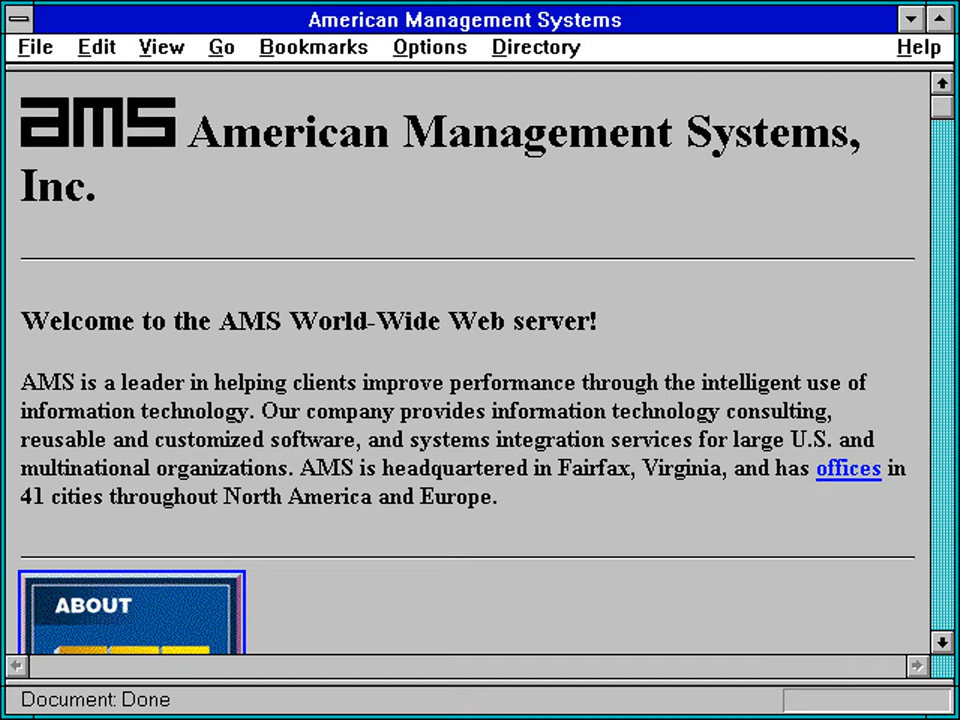 American Management Systems
File Edit View Go Bookmarks Options Directory Help
ams American Management Systems,
Inc.
Welcome to the AMS World-Wide Web server!
AMS is a leader in helping clients improve performance through the intelligent use of
information technology. Our company provides information technology consulting,
reusable and customized software, and systems integration services for large U.S. and
multinational organizations. AMS is headquartered in Fairfax, Virginia, and has offices in
41 cities throughout North America and Europe.
ABOUT
Document: Done